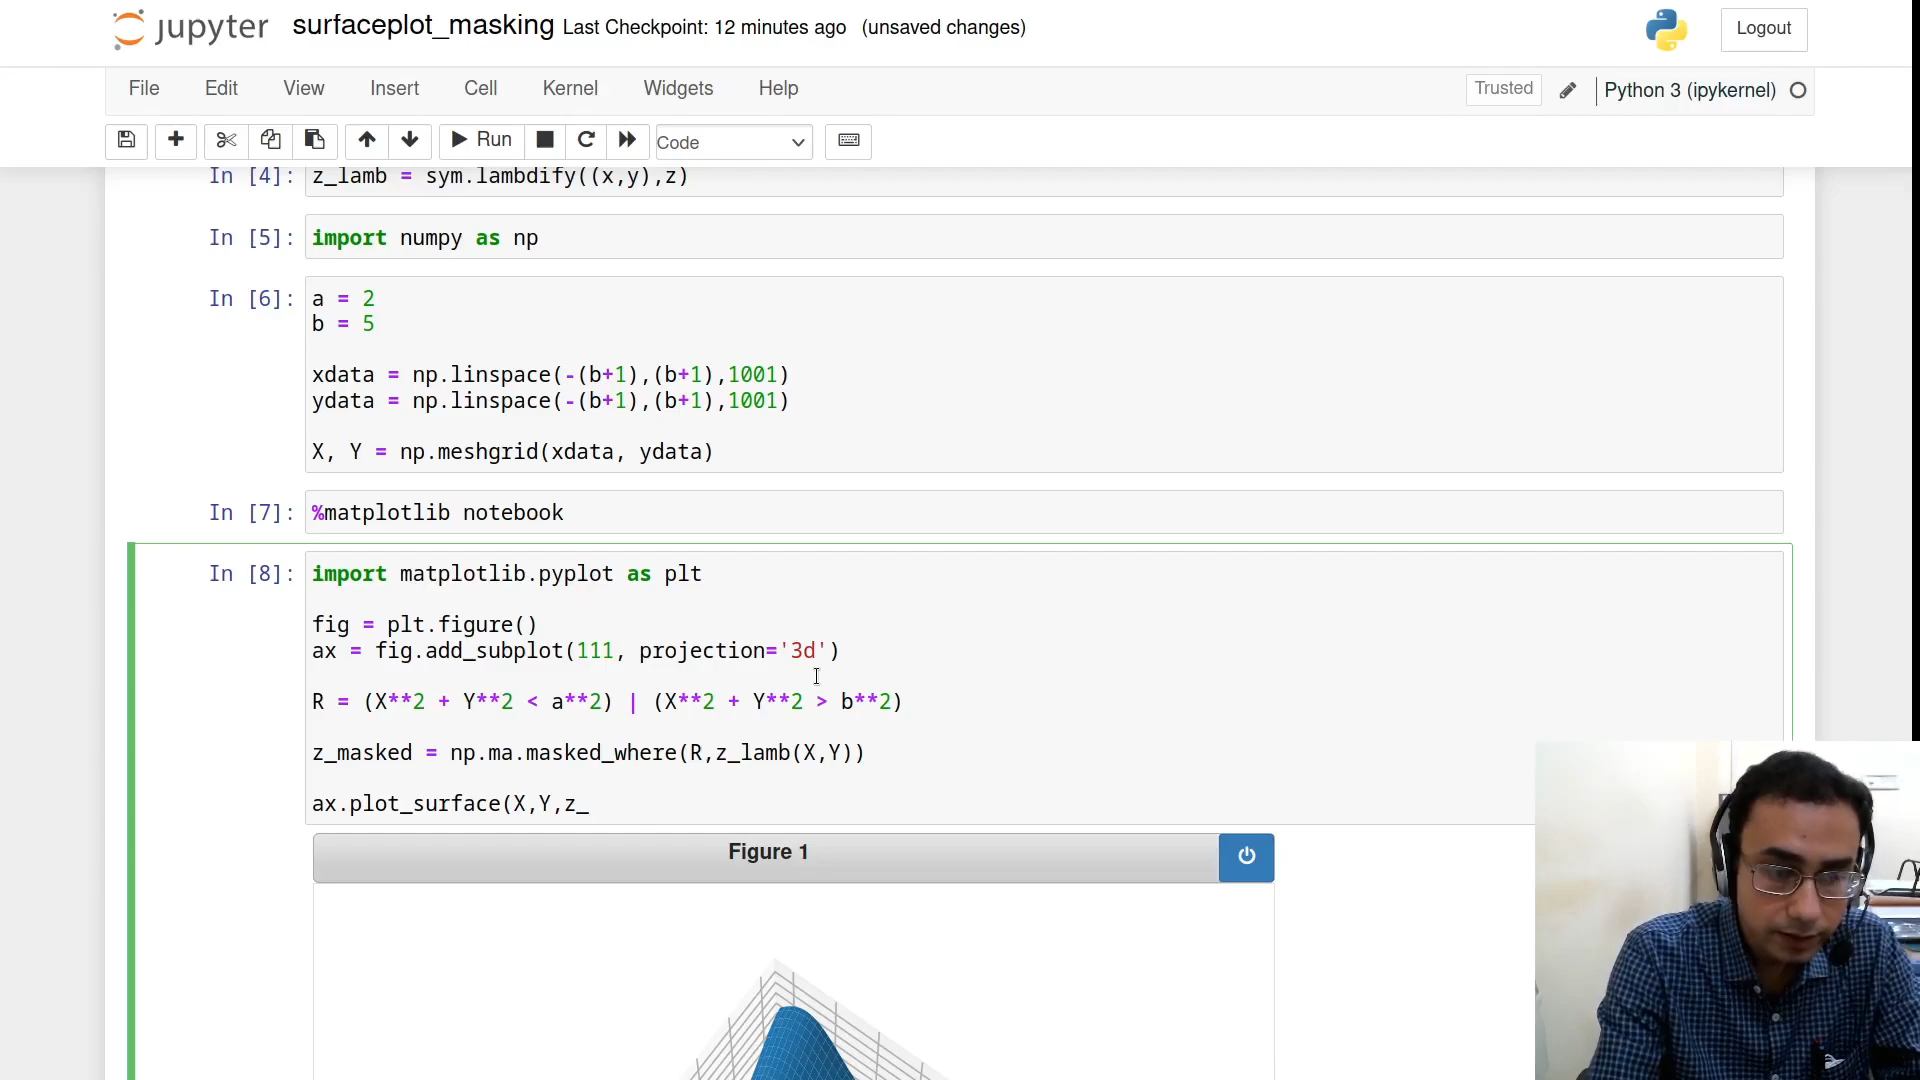 jupyter surfaceplot_masking Last Checkpoint: 12 minutes ago (unsaved changes) Logout
File Edit View Insert Cell Kernel Widgets Help Trusted Python 3 (ipykernel)
Run Code
In [4]: z_lamb = sym.lambdify((x,y),z)
In [5]: import numpy as np
In [6]: a = 2
b = 5
xdata = np.linspace(-(b+1),(b+1),1001)
ydata = np.linspace(-(b+1),(b+1),1001)
X, Y = np.meshgrid(xdata, ydata)
In [7]: %matplotlib notebook
In [8]: import matplotlib.pyplot as plt
fig = plt.figure()
ax = fig.add_subplot(111, projection='3d')
R = (X**2 + Y**2 < a**2) | (X**2 + Y**2 > b**2)
z_masked = np.ma.masked_where(R,z_lamb(X,Y))
ax.plot_surface(X,Y,z_
Figure 1